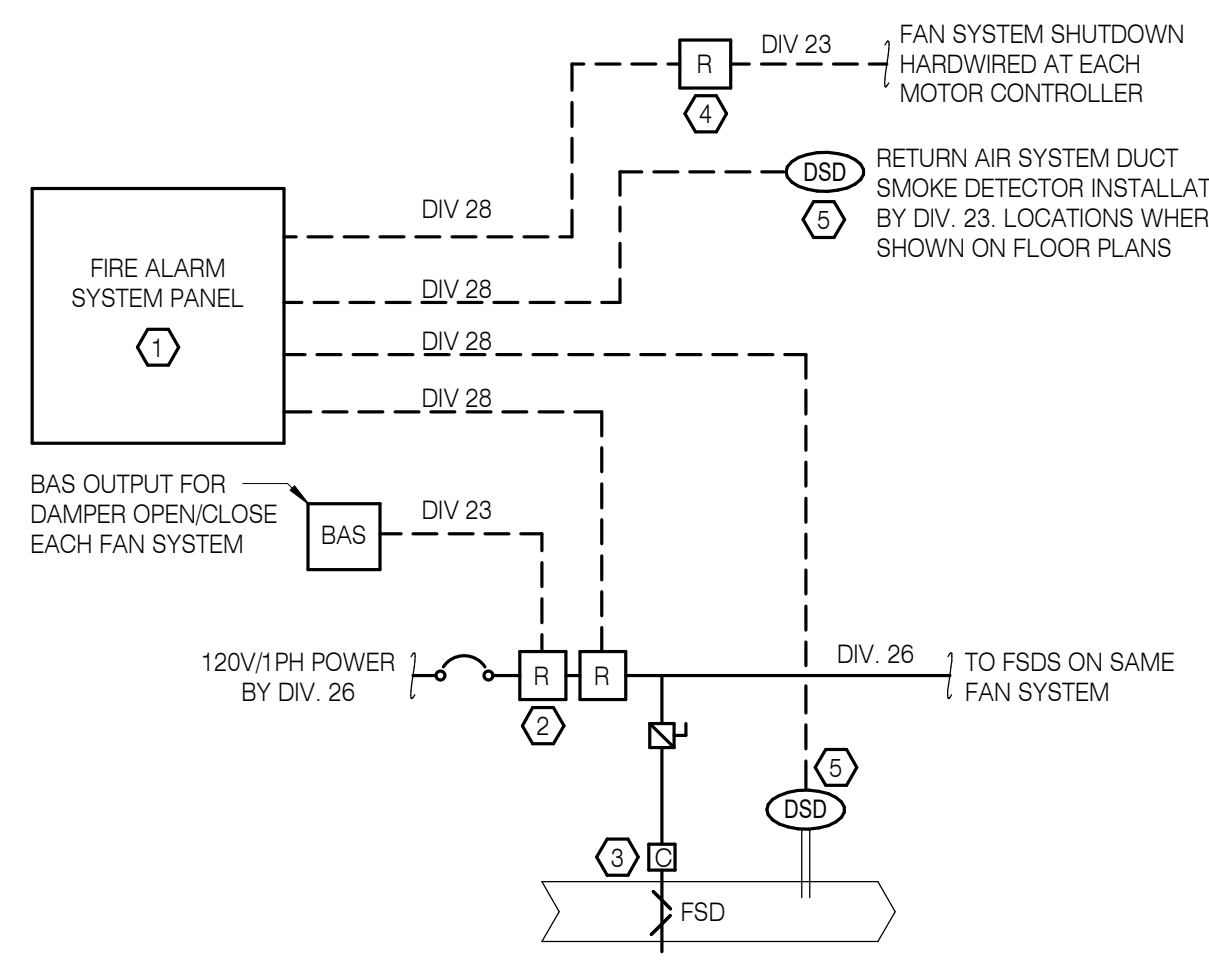 DIV 23
FAN SYSTEM SHUTDOWN
HARDWIRED AT EACH
MOTOR CONTROLLER
R
4
DSD
5
RETURN AIR SYSTEM DUCT
SMOKE DETECTOR INSTALLAT
BY DIV. 23. LOCATIONS WHER
SHOWN ON FLOOR PLANS
FIRE ALARM
SYSTEM PANEL
1
DIV 28
DIV 28
DIV 28
DIV 28
BAS OUTPUT FOR
DAMPER OPEN/CLOSE
EACH FAN SYSTEM
BAS
DIV 23
120V/1PH POWER
BY DIV. 26
R
R
2
DIV. 26
TO FSDS ON SAME
FAN SYSTEM
5
DSD
3
C
FSD